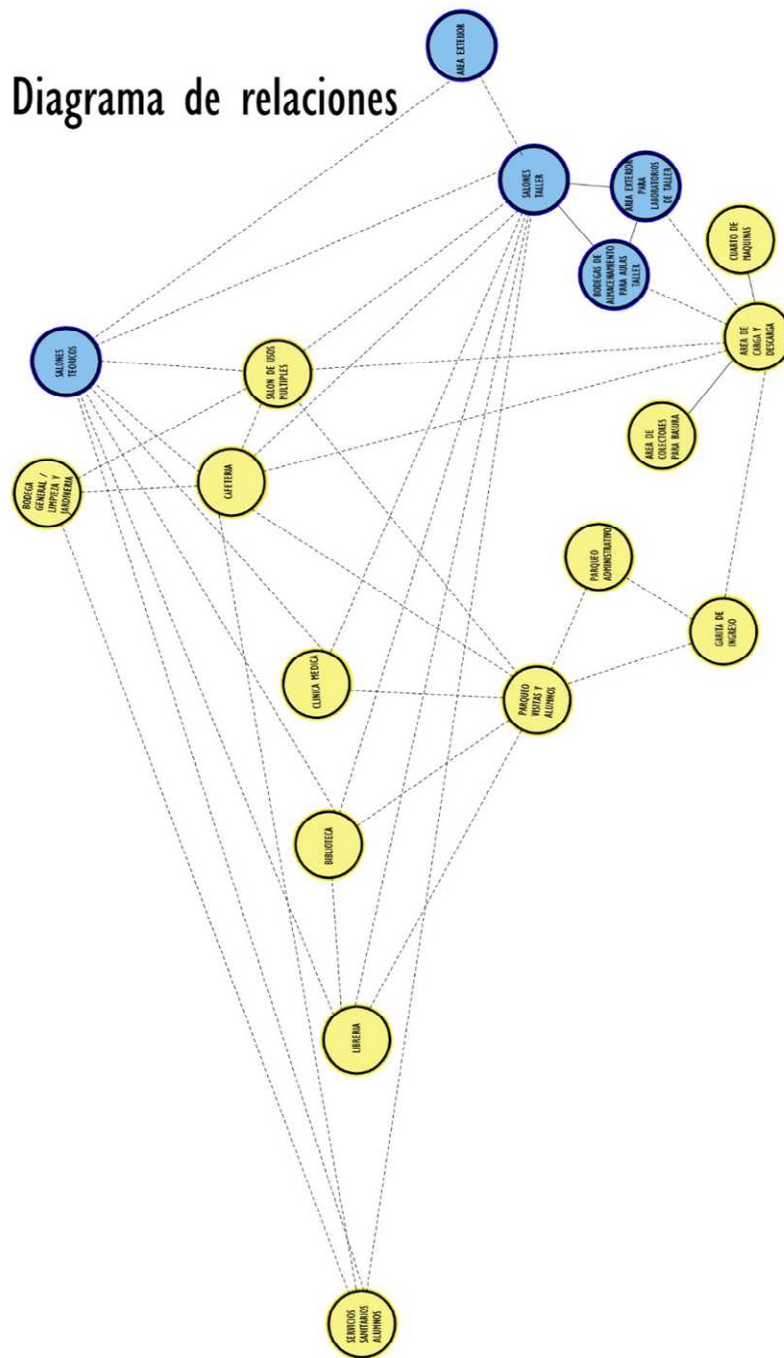 Diagrama de relaciones
AREA EXTERIOR
SALONES
TALLER
AREA EXTERIOR
PARA
LABORATORIOS
DE TALLER
BODEGAS DE
ALMACENAMIENTO
PARA AULAS
TALLER
CUARTO DE
MAQUINAS
AREA DE
CARGA Y
DESCARGA
SALONES
TEORICOS
SALON DE USOS
MULTIPLES
AREA DE
COLECTORES
PARA BASURA
BODEGA
GENERAL /
LIMPIEZA Y
JARDINERIA
CAFETERIA
PARQUEO
ADMINISTRATIVO
GARITA DE
INGRESO
CLINICA MEDICA
PARQUEO
VISITAS Y
ALUMNOS
BIBLIOTECA
LIBRERIA
SERVICIOS
SANITARIOS
ALUMNOS